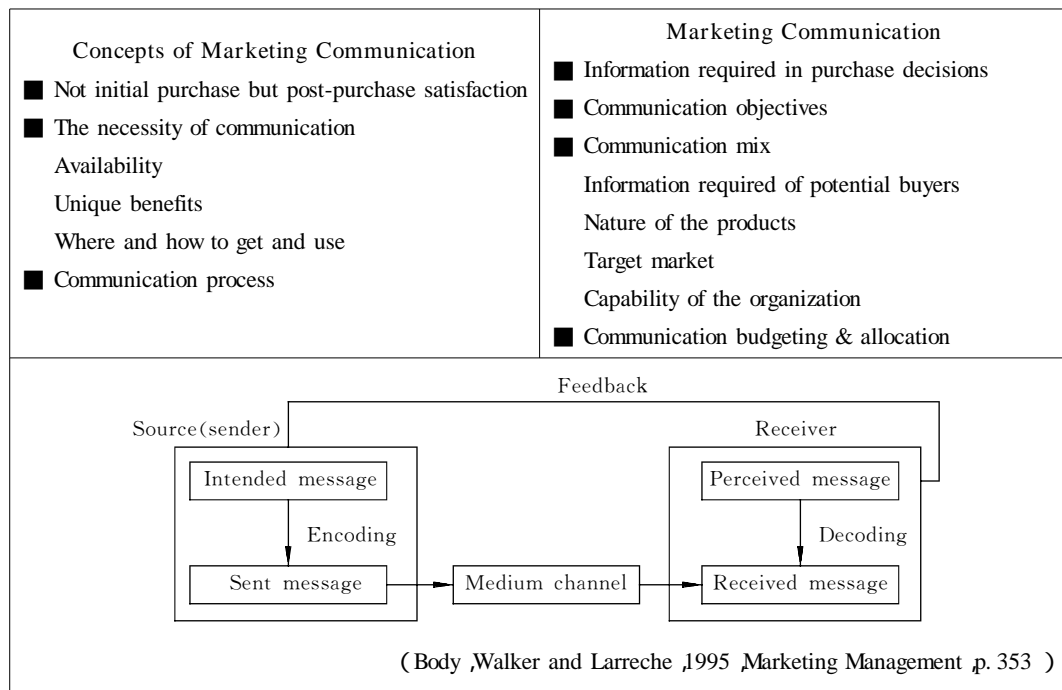 Concepts of Marketing Communication
■ Not initial purchase but post-purchase satisfaction
■ The necessity of communication
Availability
Unique benefits
Where and how to get and use
■ Communication process
Marketing Communication
■ Information required in purchase decisions
■ Communication objectives
■ Communication mix
Information required of potential buyers
Nature of the products
Target market
Capability of the organization
■ Communication budgeting & allocation
Feedback
Source(sender)
Receiver
Intended message
Perceived message
Encoding
Decoding
Sent message
Medium channel
Received message
(Body ,Walker and Larreche ,1995 ,Marketing Management ,p. 353 )